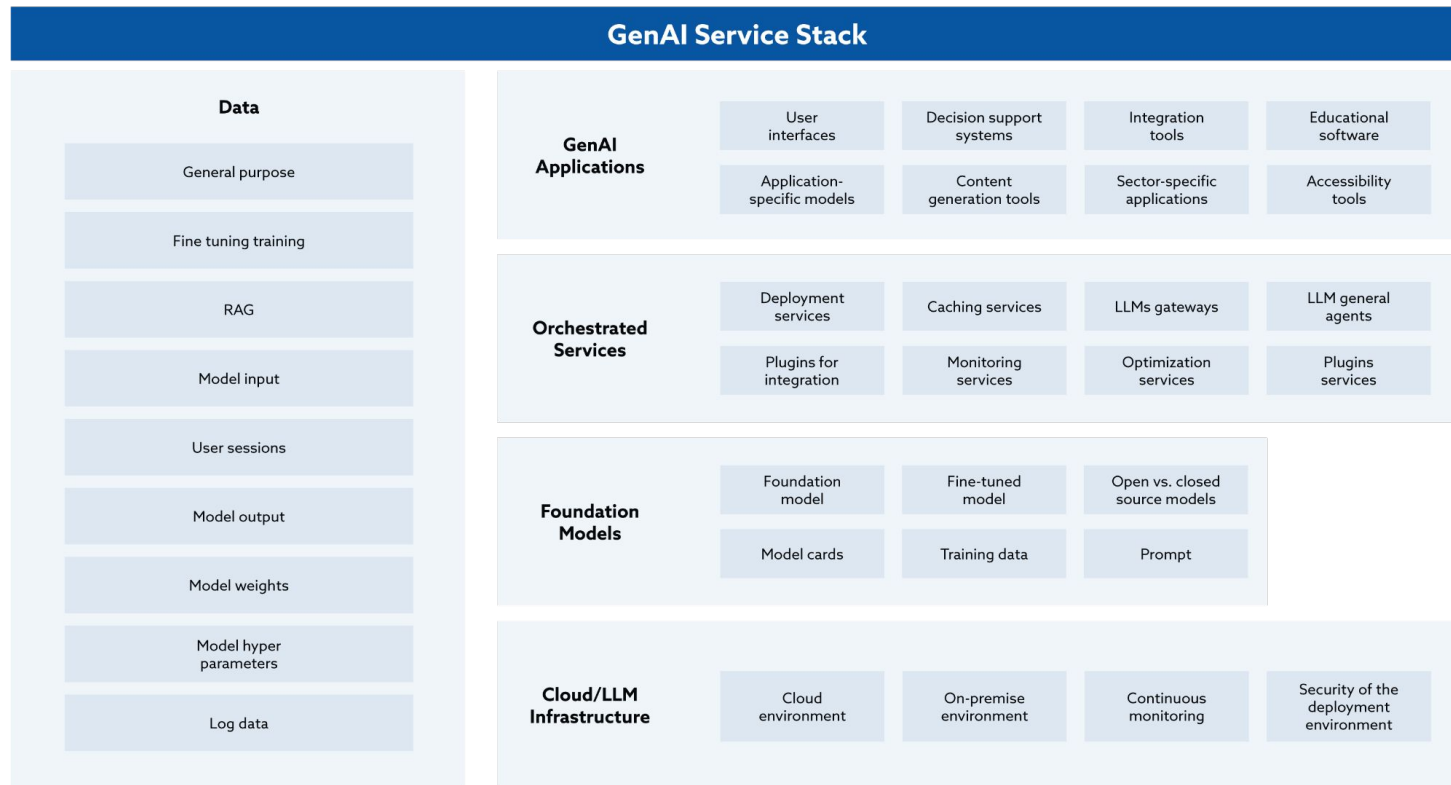 GenAI Service Stack
Data
General purpose
Fine tuning training
RAG
Model input
User sessions
Model output
Model weights
Model hyper
parameters
Log data
GenAI
Applications
User
interfaces
Decision support
systems
Integration
tools
Educational
software
Application-
specific models
Content
generation tools
Sector-specific
applications
Accessibility
tools
Orchestrated
Services
Deployment
services
Caching services
LLMs gateways
LLM general
agents
Plugins for
integration
Monitoring
services
Optimization
services
Plugins
services
Foundation
Models
Foundation
model
Fine-tuned
model
Open vs. closed
source models
Model cards
Training data
Prompt
Cloud/LLM
Infrastructure
Cloud
environment
On-premise
environment
Continuous
monitoring
Security of the
deployment
environment